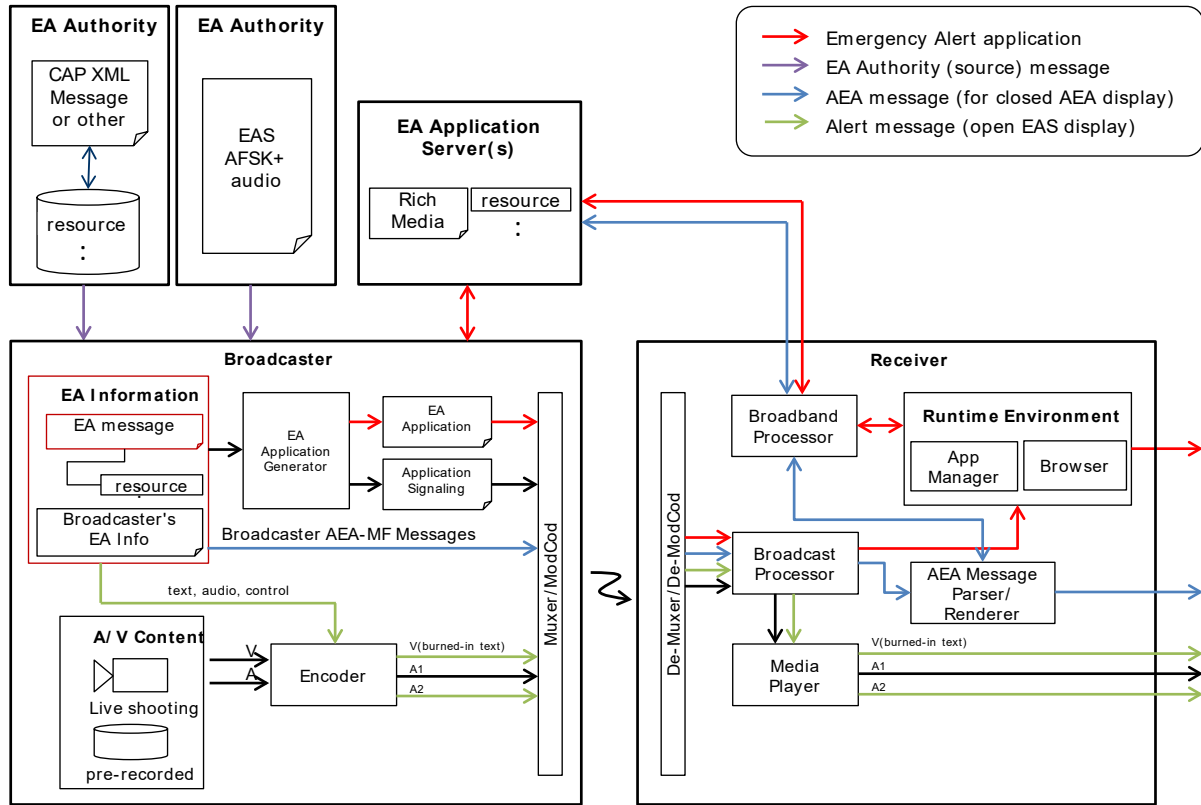 EA Authority
CAP XML
Message
or other
resource
:
EA Authority
EAS
AFSK+
audio
EA Application
Server(s)
Rich
Media
resource
:
Emergency Alert application
EA Authority (source) message
AEA message (for closed AEA display)
Alert message (open EAS display)
Broadcaster
EA Information
EA message
resource
:
Broadcaster's
EA Info
EA
Application
Generator
EA
Application
Application
Signaling
Broadcaster AEA-MF Messages
text, audio, control
A/V Content
Live shooting
pre-recorded
V
A
Encoder
V(burned-in text)
A1
A2
Muxer/ModCod
Receiver
De-Muxer/De-ModCod
Broadband
Processor
Runtime Environment
App
Manager
Browser
Broadcast
Processor
AEA Message
Parser/
Renderer
Media
Player
V(burned-in text)
A1
A2